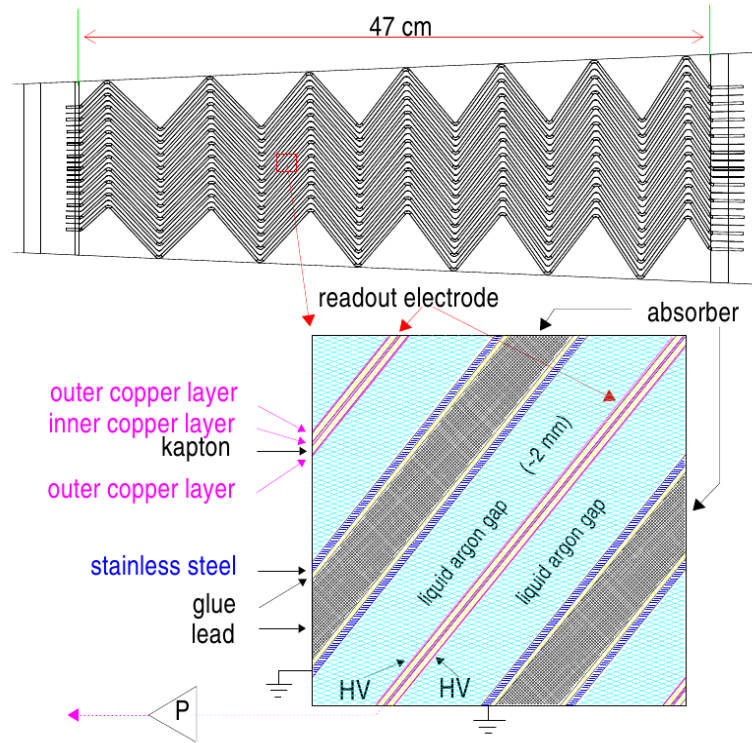 47 cm
readout electrode
absorber
outer copper layer
inner copper layer
kapton
outer copper layer
(~2 mm)
liquid argon gap
liquid argon gap
stainless steel
glue
lead
HV
HV
P